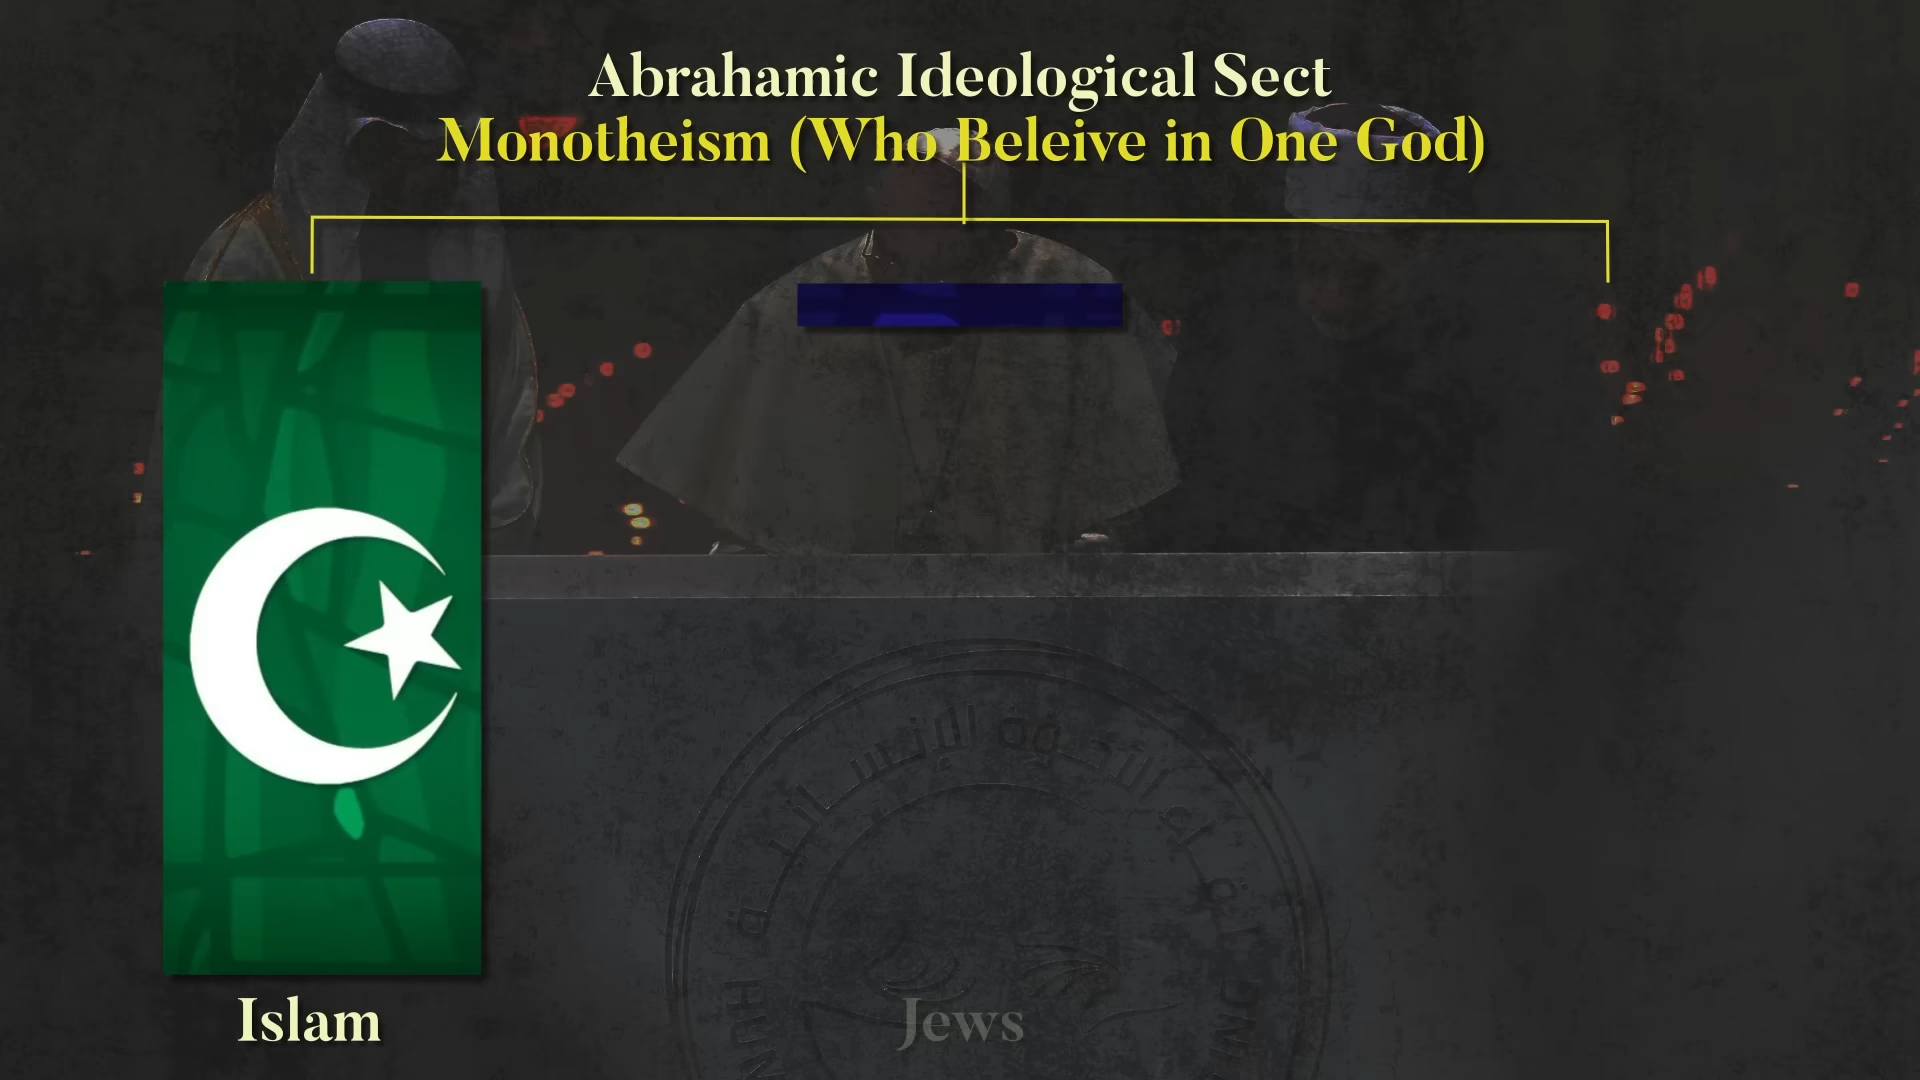 Abrahamic Ideological Sect
Monotheism (Who Beleive in One God)
Islam
Jews